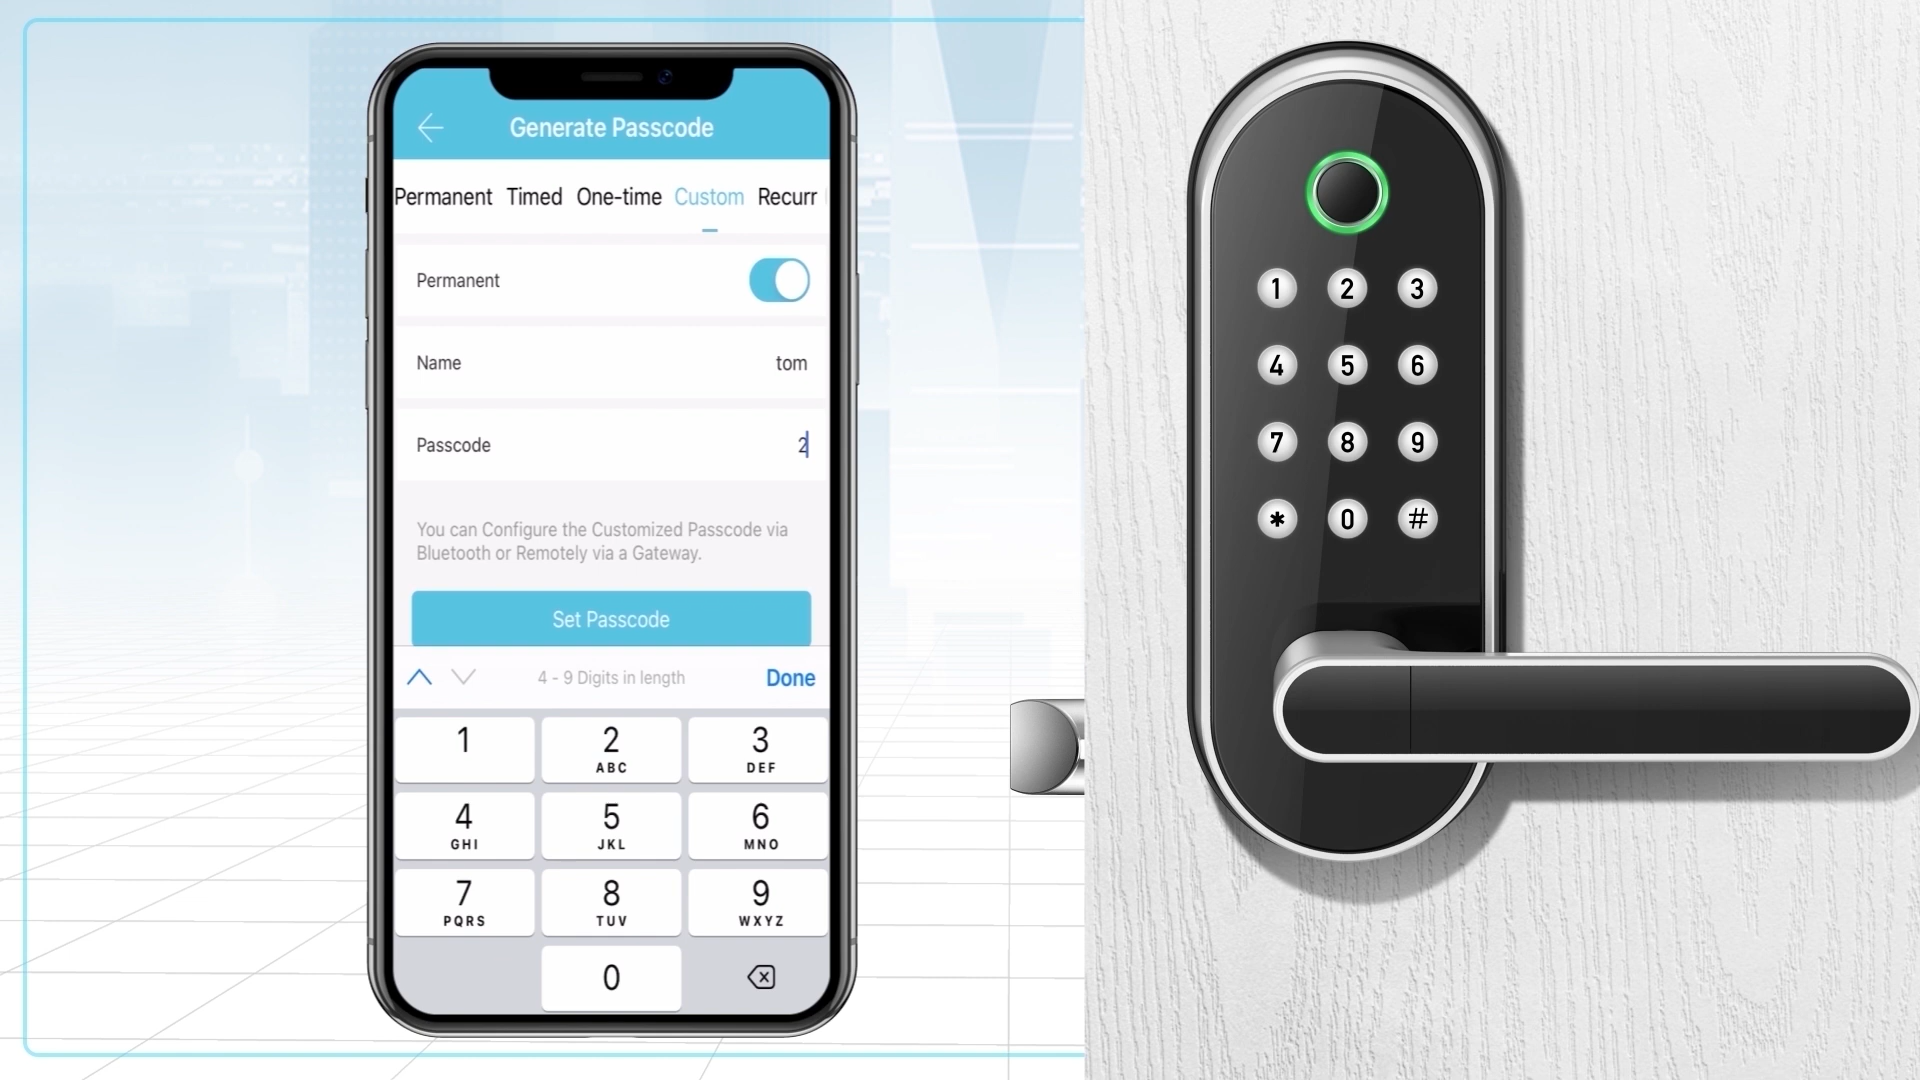 Generate Passcode
Permanent Timed One-time Custom Recurr
Permanent
Name tom
Passcode 2
You can Configure the Customized Passcode via
Bluetooth or Remotely via a Gateway.
Set Passcode
4 - 9 Digits in length Done
1 2 3
ABC DEF
4 5 6
GHI JKL MNO
7 8 9
PQRS TUV WXYZ
0
1 2 3
4 5 6
7 8 9
* 0 #